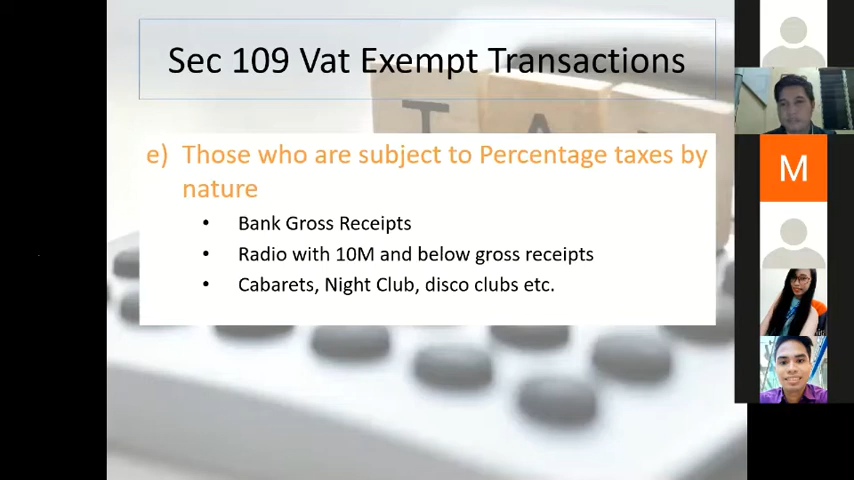 Sec 109 Vat Exempt Transactions
T A
e) Those who are subject to Percentage taxes by
nature
• Bank Gross Receipts
• Radio with 10M and below gross receipts
• Cabarets, Night Club, disco clubs etc.
M